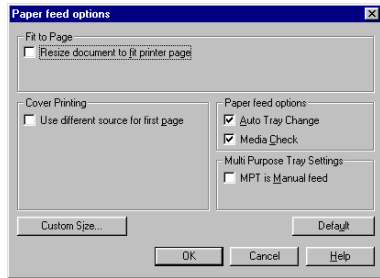 Paper feed options
Fit to Page
Resize document to fit printer page
Cover Printing
Use different source for first page
Paper feed options
Auto Tray Change
Media Check
Multi Purpose Tray Settings
MPT is Manual feed
Custom Size...
Default
OK
Cancel
Help